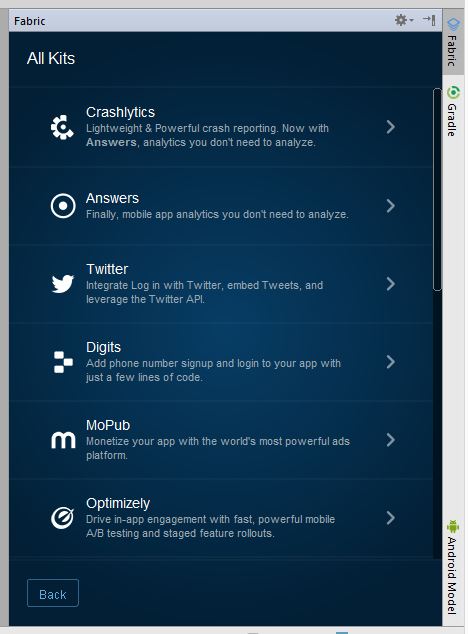 Fabric
All Kits
Crashlytics
Lightweight & Powerful crash reporting. Now with
Answers, analytics you don't need to analyze.
Answers
Finally, mobile app analytics you don't need to analyze.
Twitter
Integrate Log in with Twitter, embed Tweets, and
leverage the Twitter API.
Digits
Add phone number signup and login to your app with
just a few lines of code.
MoPub
Monetize your app with the world's most powerful ads
platform.
Optimizely
Drive in-app engagement with fast, powerful mobile
A/B testing and staged feature rollouts.
Back
Fabric
Gradle
Android Model